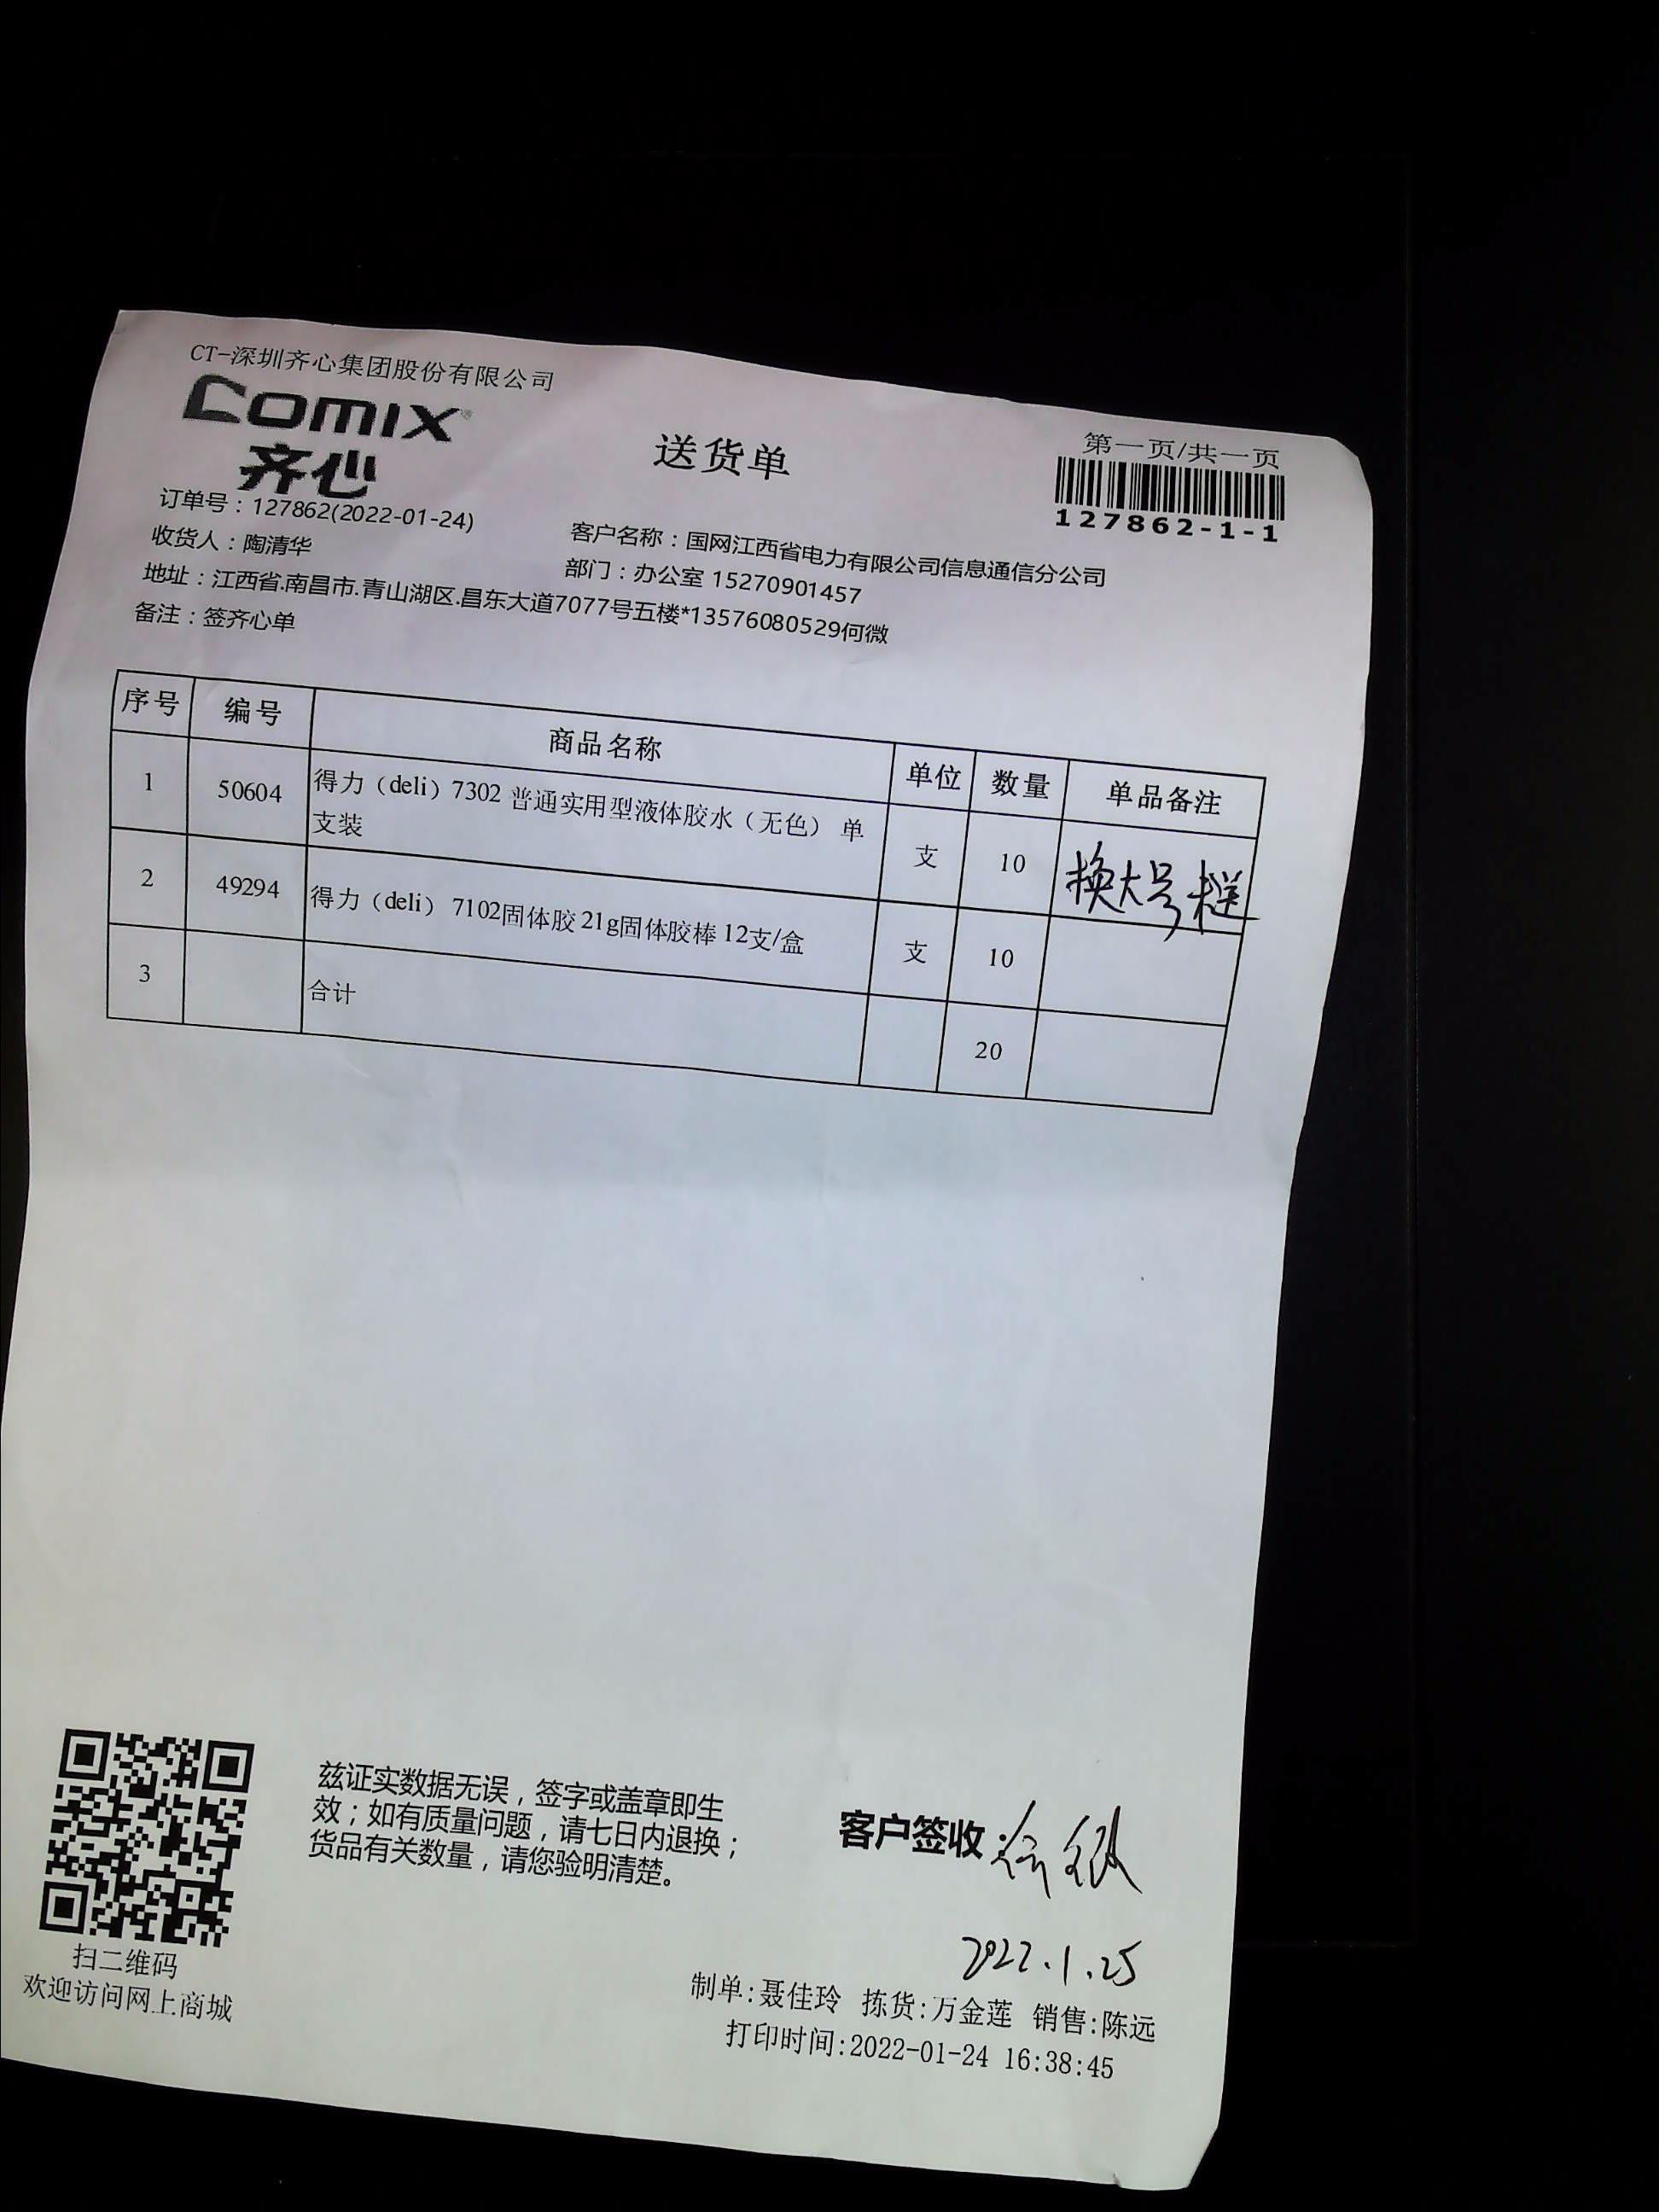 CT-深圳齐心集团股份有限公司
comix
齐心
送货单
第一页/共一页
127862-1-1
订单号：127862(2022-01-24)
客户名称：国网江西省电力有限公司信息通信分公司
收货人：陶清华
部门：办公室 15270901457
地址：江西省.南昌市.青山湖区.昌东大道7077号五楼*13576080529何微
备注：签齐心单
序号 编号 商品名称 单位 数量 单品备注
1 50604 得力（deli）7302 普通实用型液体胶水（无色） 单
支装 支 10 换大号
2 49294 得力（deli） 7102固体胶 21g固体胶棒 12支/盒 支 10
3 合计 20
兹证实数据无误，签字或盖章即生
效；如有质量问题，请七日内退换；
货品有关数量，请您验明清楚。
客户签收：
2022.1.25
扫二维码
欢迎访问网上商城
制单:聂佳玲 拣货:万金莲 销售:陈远
打印时间:2022-01-24 16:38:45